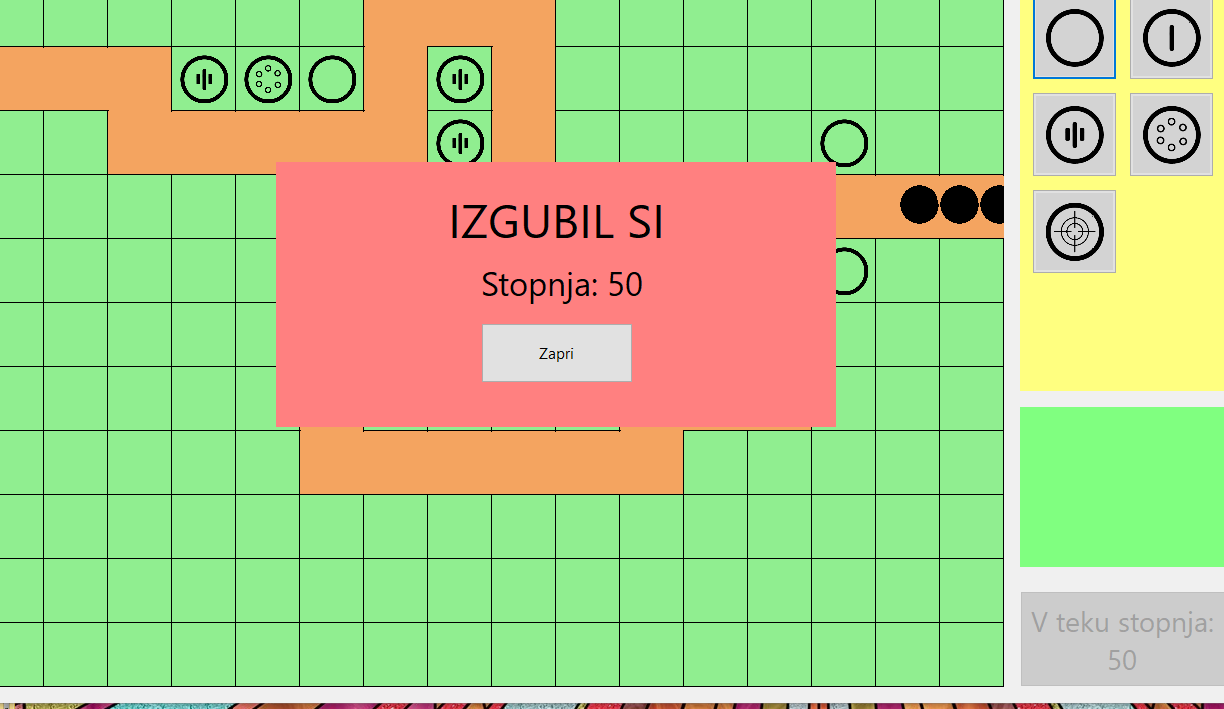 IZGUBIL SI
Stopnja: 50
Zapri
V teku stopnja:
50